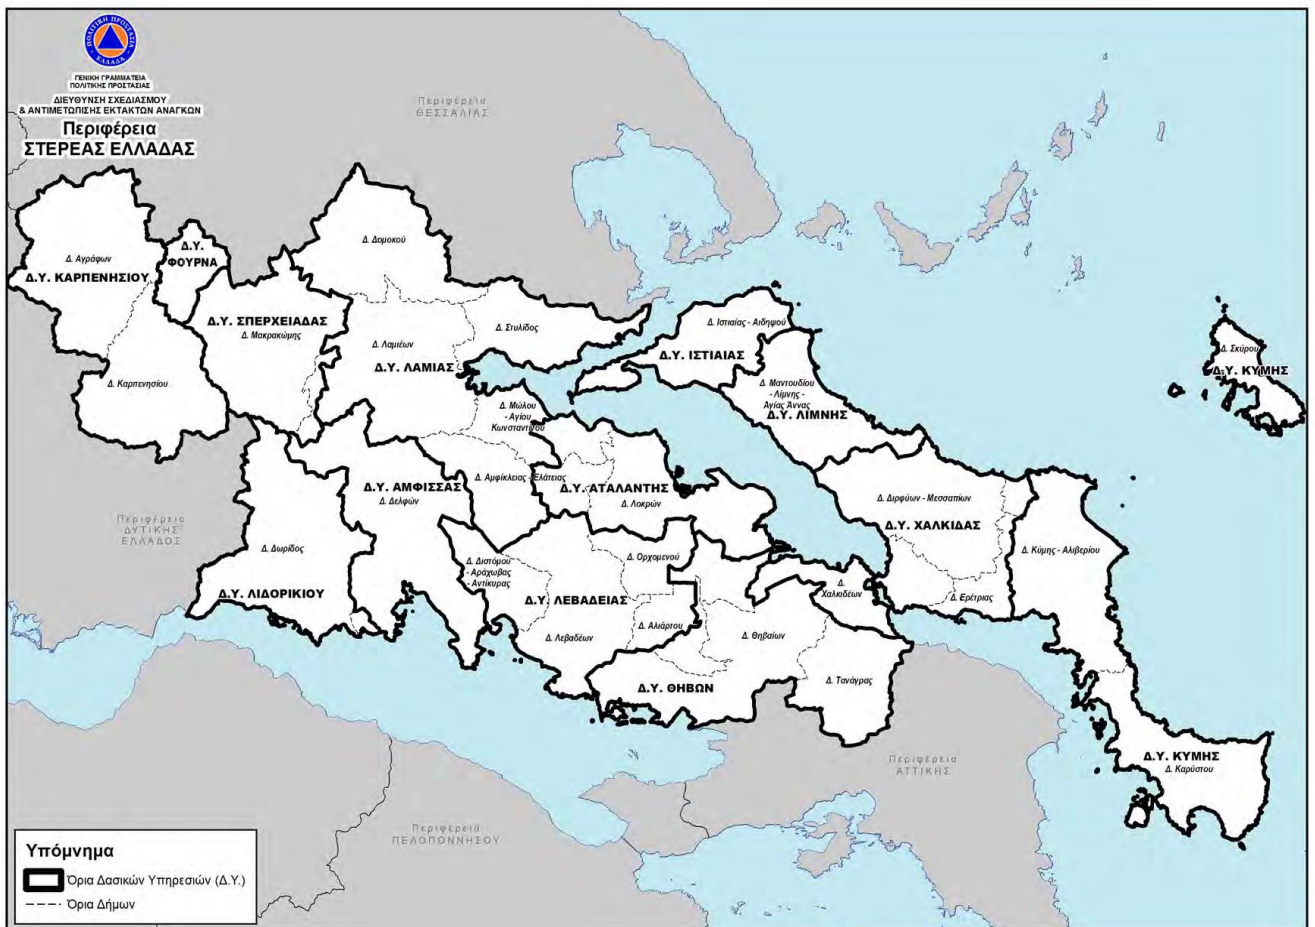 ΠΟΛΙΤΙΚΗ ΠΡΟΣΤΑΣΙΑ
ΕΛΛΑΔΑ
ΓΕΝΙΚΗ ΓΡΑΜΜΑΤΕΙΑ
ΠΟΛΙΤΙΚΗΣ ΠΡΟΣΤΑΣΙΑΣ
ΔΙΕΥΘΥΝΣΗ ΣΧΕΔΙΑΣΜΟΥ
& ΑΝΤΙΜΕΤΩΠΙΣΗΣ ΕΚΤΑΚΤΩΝ ΑΝΑΓΚΩΝ
Περιφέρεια
ΣΤΕΡΕΑΣ ΕΛΛΑΔΑΣ
Περιφέρεια
ΘΕΣΣΑΛΙΑΣ
Δ. Αγράφων
Δ.Υ. ΚΑΡΠΕΝΗΣΙΟΥ
Δ.Υ.
ΦΟΥΡΝΑ
Δ. Δομοκού
Δ.Υ. ΣΠΕΡΧΕΙΑΔΑΣ
Δ. Μακρακώμης
Δ. Στυλίδος
Δ. Λαμιέων
Δ.Υ. ΛΑΜΙΑΣ
Δ. Καρπενησίου
Δ. Ιστιαίας - Αιδηψού
Δ.Υ. ΙΣΤΙΑΙΑΣ
Δ. Μαντουδίου
- Λίμνης -
Αγίας Άννας
Δ.Υ. ΛΙΜΝΗΣ
Δ. Σκύρου
Δ.Υ. ΚΥΜΗΣ
Δ. Μώλου
- Αγίου
Κωνσταντίνου
Δ. Αμφίκλειας - Ελάτειας
Δ.Υ. ΑΤΑΛΑΝΤΗΣ
Δ. Λοκρών
Δ.Υ. ΑΜΦΙΣΣΑΣ
Δ. Δελφών
Δ. Διρφύων - Μεσσαπίων
Δ.Υ. ΧΑΛΚΙΔΑΣ
Περιφέρεια
ΔΥΤΙΚΗΣ
ΕΛΛΑΔΟΣ
Δ. Δωρίδος
Δ.Υ. ΛΙΔΟΡΙΚΙΟΥ
Δ. Διστόμου
- Αράχωβας
- Αντίκυρας
Δ. Ορχομενού
Δ.Υ. ΛΕΒΑΔΕΙΑΣ
Δ. Λεβαδέων
Δ. Αλιάρτου
Δ.
Χαλκιδέων
Δ. Ερέτριας
Δ. Κύμης - Αλιβερίου
Δ. Θηβαίων
Δ.Υ. ΘΗΒΩΝ
Δ. Τανάγρας
Περιφέρεια
ΑΤΤΙΚΗΣ
Δ.Υ. ΚΥΜΗΣ
Δ. Καρύστου
Περιφέρεια
ΠΕΛΟΠΟΝΝΗΣΟΥ
Υπόμνημα
Όρια Δασικών Υπηρεσιών (Δ.Υ.)
Όρια Δήμων